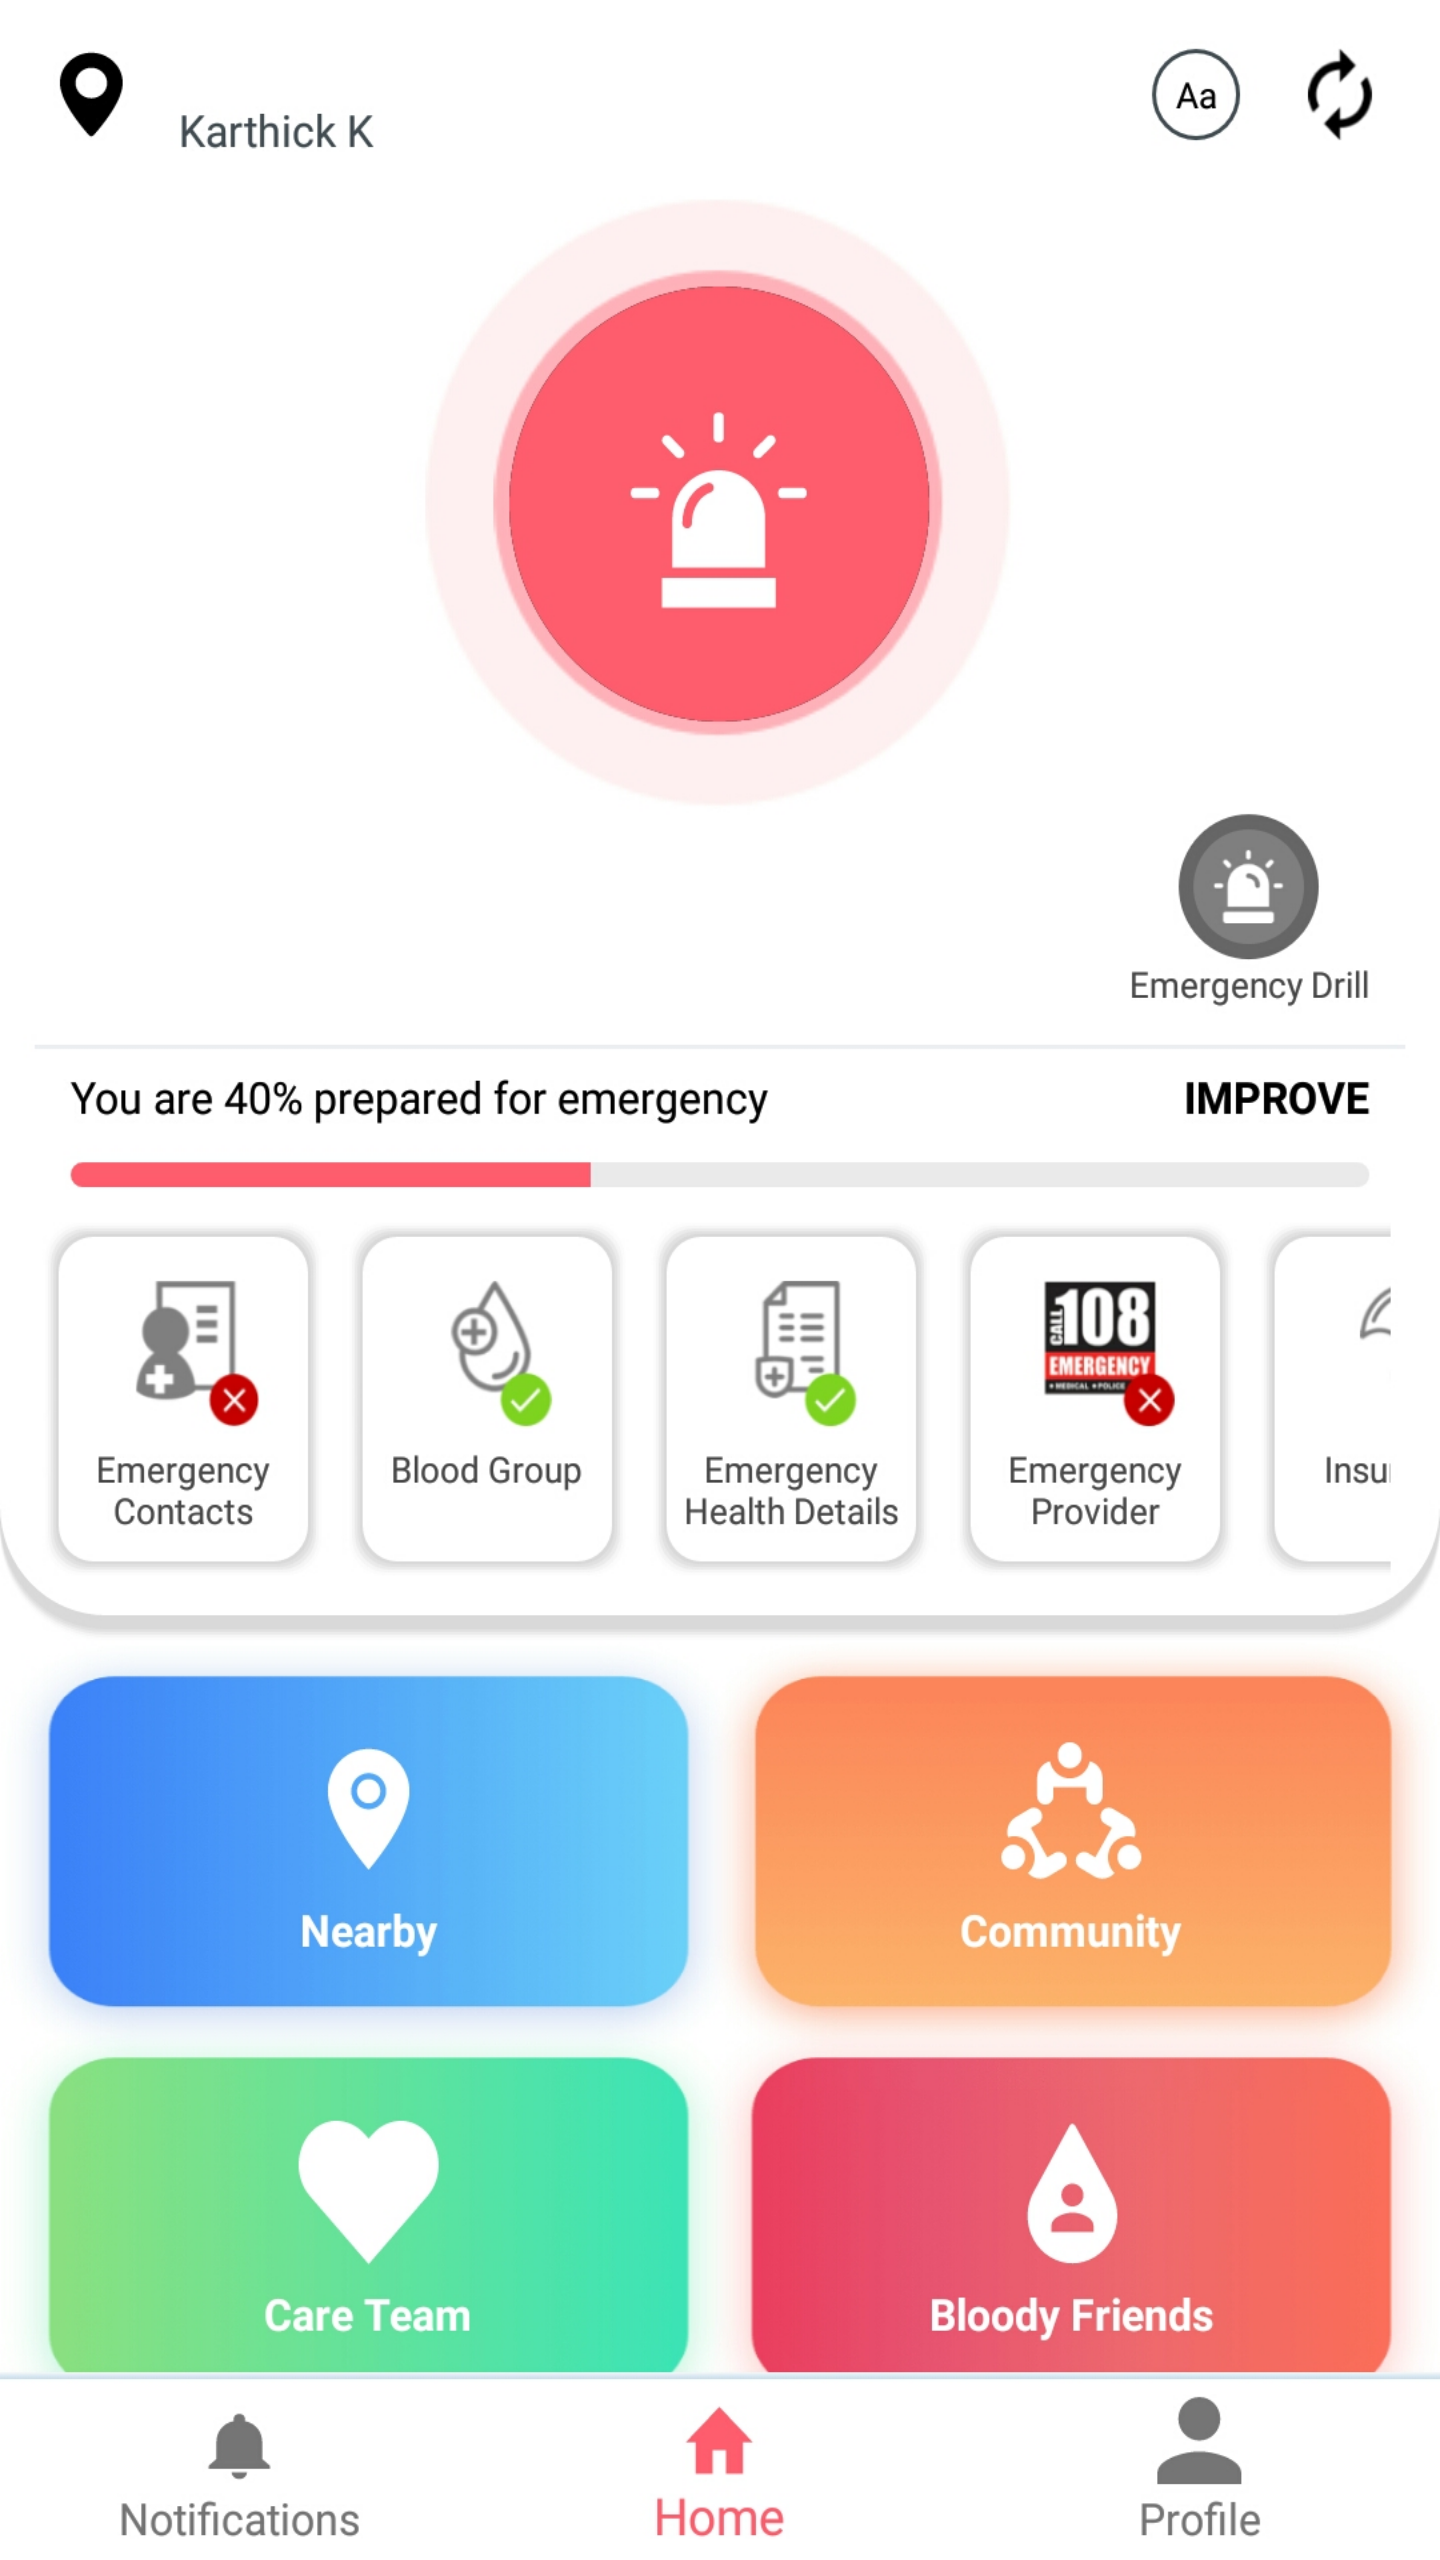 Karthick K
Aa
Emergency Drill
You are 40% prepared for emergency
IMPROVE
Emergency
Contacts
Blood Group
Emergency
Health Details
CALL
108
EMERGENCY
MEDICAL POLICE
Emergency
Provider
Nearby
Community
Care Team
Bloody Friends
Notifications
Home
Profile